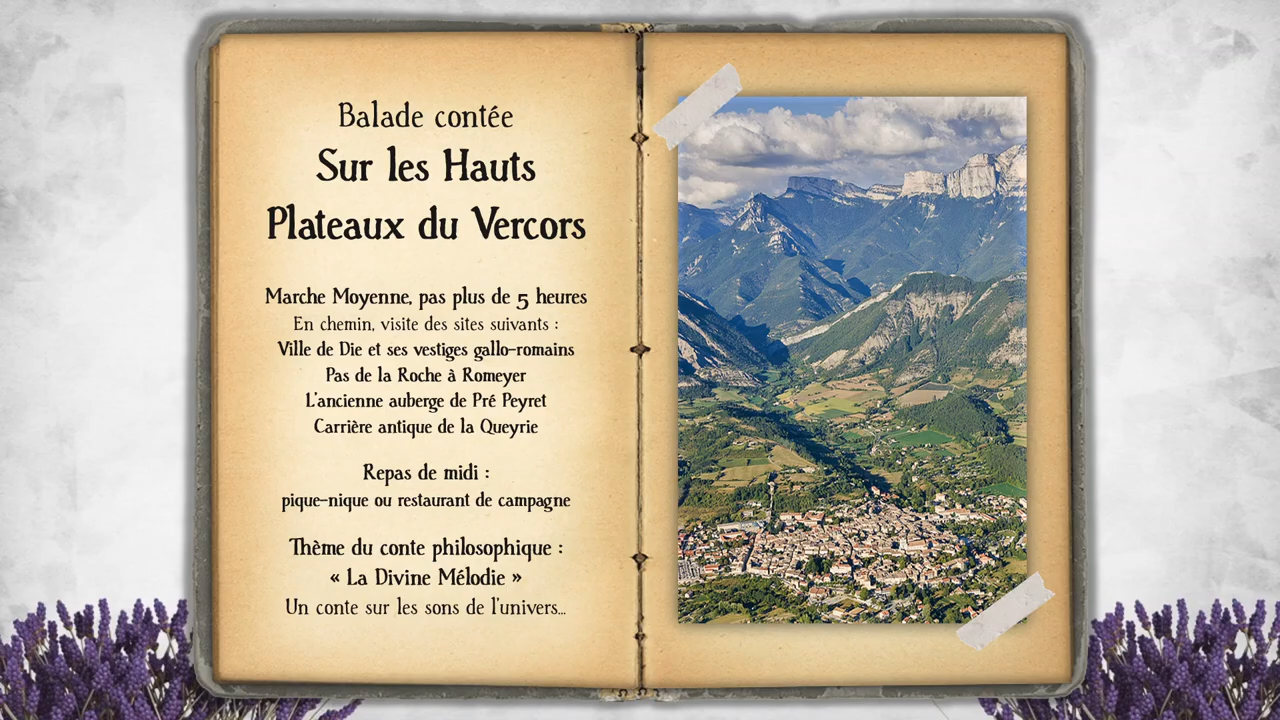 Balade contée
Sur les Hauts
Plateaux du Vercors
Marche Moyenne, pas plus de 5 heures
En chemin, visite des sites suivants :
Ville de Die et ses vestiges gallo-romains
Pas de la Roche à Romeyer
L'ancienne auberge de Pré Peyret
Carrière antique de la Queyrie
Repas de midi :
pique-nique ou restaurant de campagne
Thème du conte philosophique :
« La Divine Mélodie »
Un conte sur les sons de l'univers...